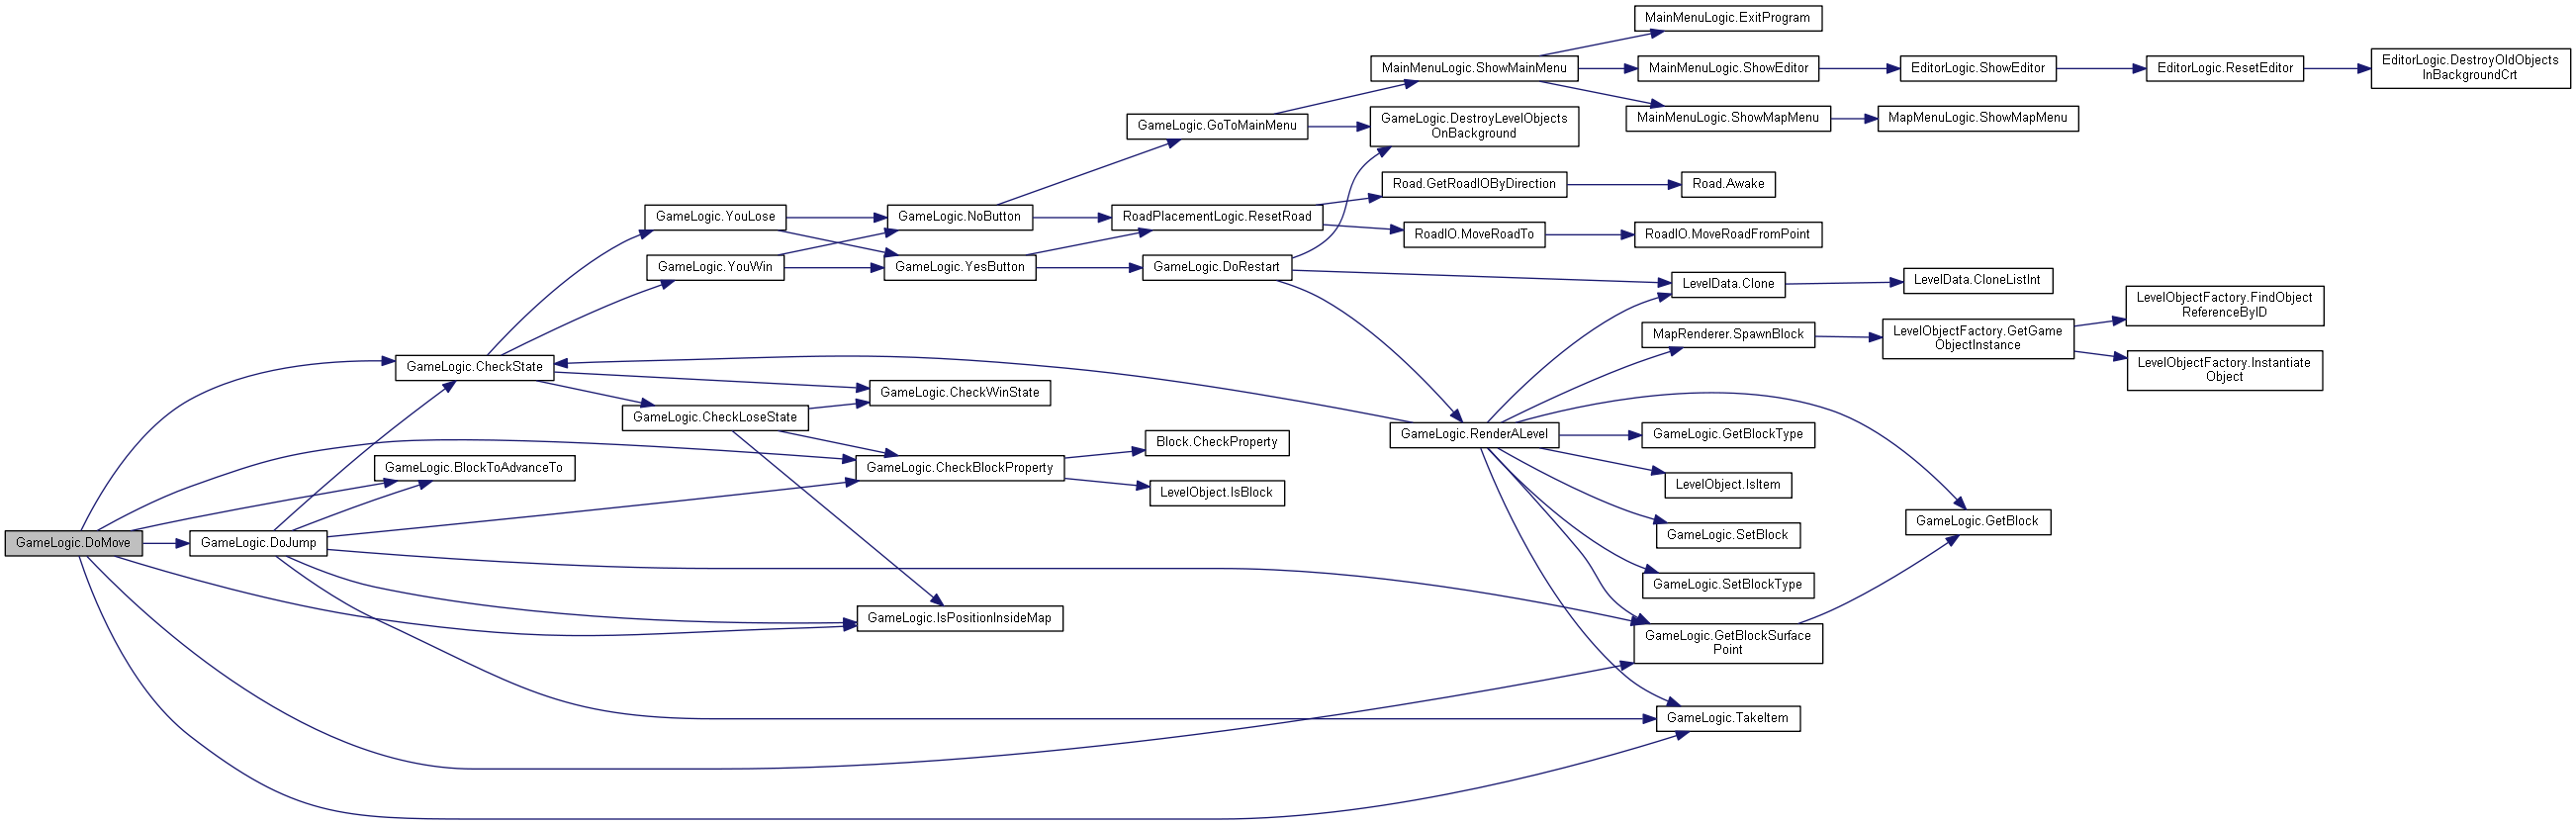 MainMenuLogic.ExitProgram
MainMenuLogic.ShowMainMenu
MainMenuLogic.ShowEditor
EditorLogic.ShowEditor
EditorLogic.ResetEditor
EditorLogic.DestroyOldObjects
InBackgroundCrt
GameLogic.GoToMainMenu
GameLogic.DestroyLevelObjects
OnBackground
MainMenuLogic.ShowMapMenu
MapMenuLogic.ShowMapMenu
Road.GetRoadIOByDirection
Road.Awake
GameLogic.YouLose
GameLogic.NoButton
RoadPlacementLogic.ResetRoad
RoadIO.MoveRoadTo
RoadIO.MoveRoadFromPoint
GameLogic.YouWin
GameLogic.YesButton
GameLogic.DoRestart
LevelData.Clone
LevelData.CloneListInt
LevelObjectFactory.FindObject
ReferenceByID
MapRenderer.SpawnBlock
LevelObjectFactory.GetGame
ObjectInstance
LevelObjectFactory.Instantiate
Object
GameLogic.CheckState
GameLogic.CheckWinState
GameLogic.CheckLoseState
GameLogic.RenderALevel
GameLogic.GetBlockType
Block.CheckProperty
GameLogic.BlockToAdvanceTo
GameLogic.CheckBlockProperty
LevelObject.IsBlock
LevelObject.IsItem
GameLogic.GetBlock
GameLogic.SetBlock
GameLogic.DoMove
GameLogic.DoJump
GameLogic.SetBlockType
GameLogic.IsPositionInsideMap
GameLogic.GetBlockSurface
Point
GameLogic.TakeItem